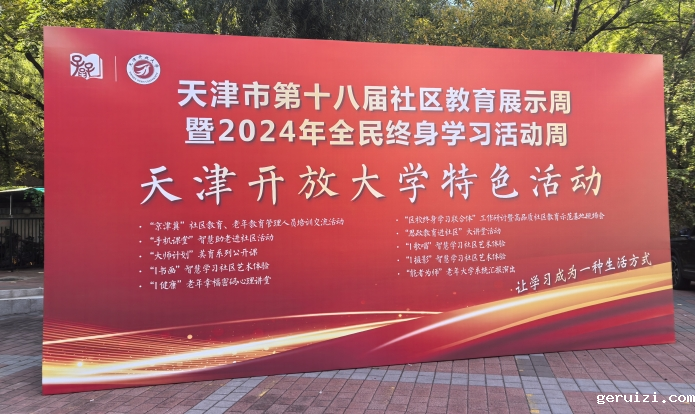 天津市第十八届社区教育展示周
暨2024年全民终身学习活动周
天津开放大学特色活动
·“京津冀”社区教育、老年教育管理人员培训交流活动
·“手机课堂”智慧助老进社区活动
·“大师计划”美育系列公开课
·“I书画”智慧学习社区艺术体验
·“I健康”老年幸福密码心理讲堂
·“区校终身学习联合体”工作研讨暨高品质社区教育示范基地现场会
·“思政教育进社区”大讲堂活动
·“I歌唱”智慧学习社区艺术体验
·“I摄影”智慧学习社区艺术体验
·“能者为师”老年大学系统汇报演出
·让学习成为一种生活方式
geruizi.com